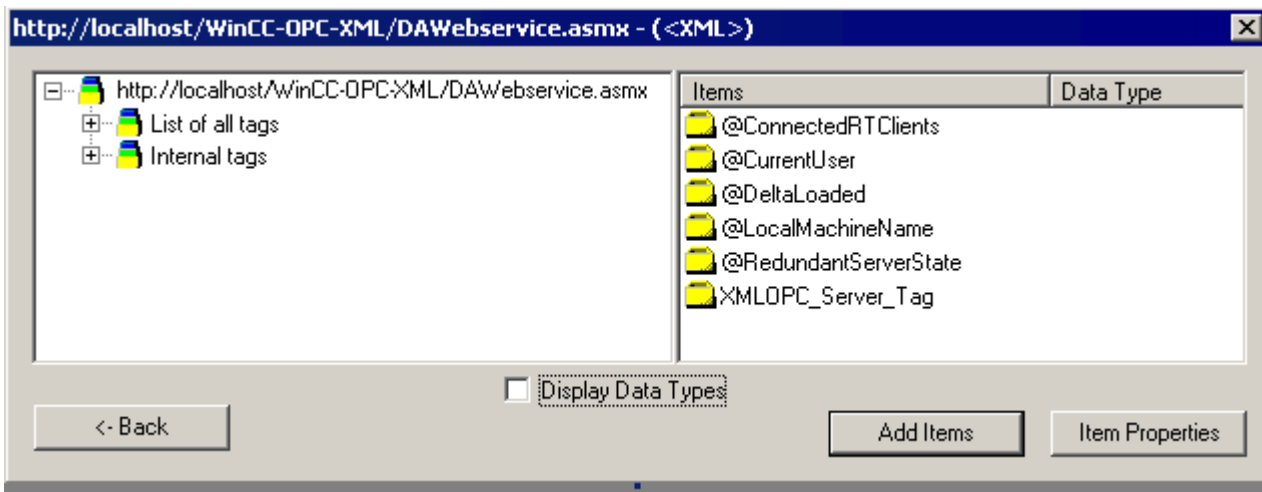 http://localhost/WinCC-OPC-XML/DAWebservice.asmx - (<XML>)
http://localhost/WinCC-OPC-XML/DAWebservice.asmx
List of all tags
Internal tags
Items Data Type
@ConnectedRTClients
@CurrentUser
@DeltaLoaded
@LocalMachineName
@RedundantServerState
XMLOPC_Server_Tag
Display Data Types
<- Back
Add Items
Item Properties